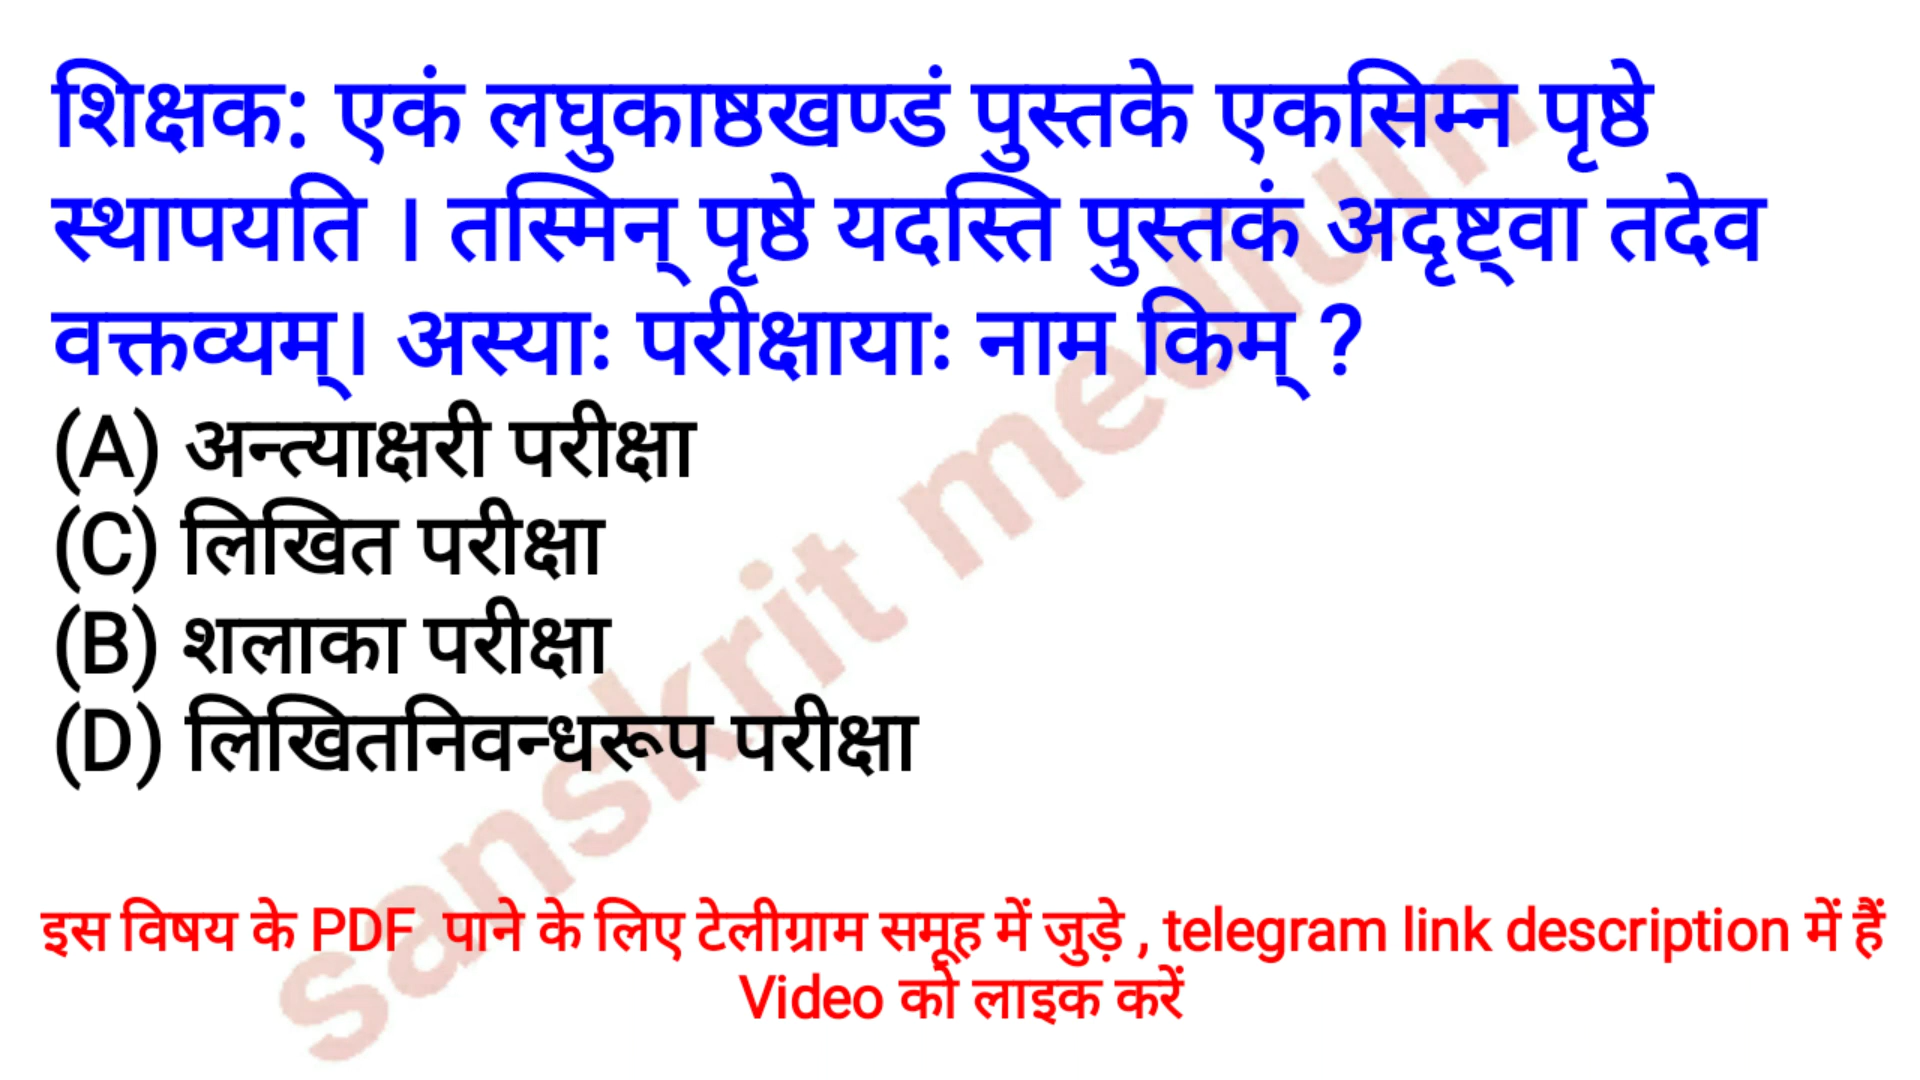 शिक्षक: एकं लघुकाष्ठखण्डं पुस्तके एकसिम्न पृष्ठे
स्थापयति । तस्मिन् पृष्ठे यदस्ति पुस्तकं अदृष्ट्वा तदेव
वक्तव्यम्। अस्याः परीक्षायाः नाम किम् ?
(A) अन्त्याक्षरी परीक्षा
(C) लिखित परीक्षा
(B) शलाका परीक्षा
(D) लिखितनिवन्धरूप परीक्षा
इस विषय के PDF पाने के लिए टेलीग्राम समूह में जुड़े , telegram link description में हैं
Video को लाइक करें
sanskrit medium